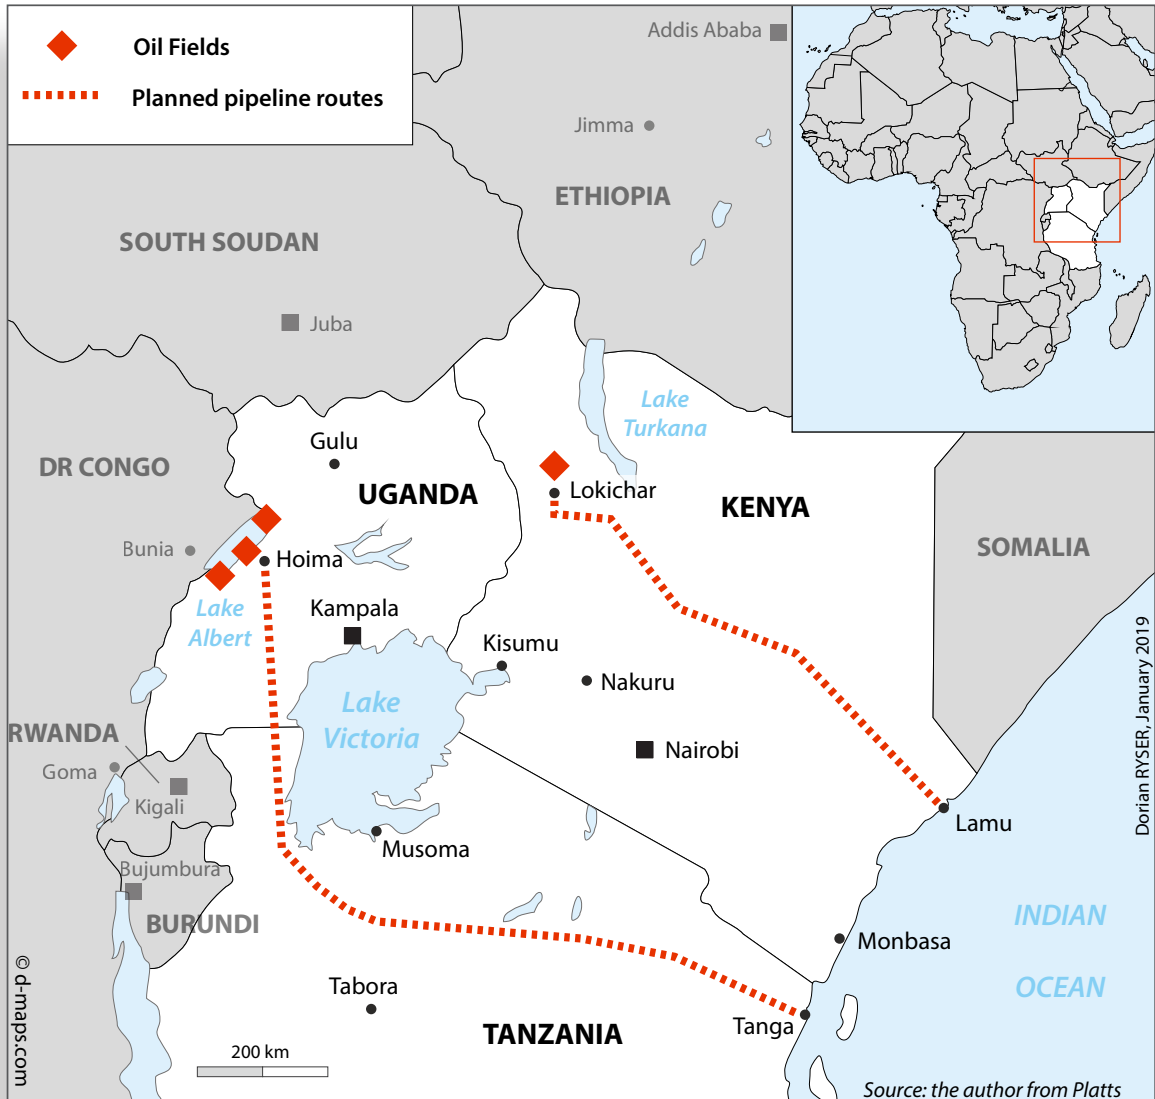 Oil Fields
Planned pipeline routes
Addis Ababa
Jimma
ETHIOPIA
SOUTH SOUDAN
Juba
Lake
Turkana
Gulu
DR CONGO
UGANDA
Lokichar
KENYA
Bunia
Hoima
SOMALIA
Lake
Albert
Kampala
Kisumu
Nakuru
Lake
Victoria
RWANDA
Nairobi
Goma
Kigali
Lamu
Musoma
Bujumbura
BURUNDI
INDIAN
OCEAN
Monbasa
Tabora
Tanga
TANZANIA
200 km
© d-maps.com
Dorian RYSER, January 2019
Source: the author from Platts